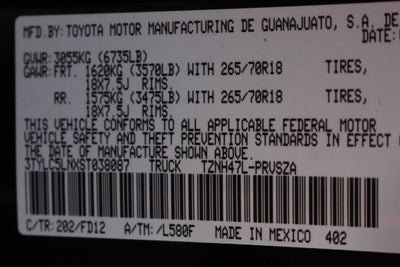 MFD.BY:TOYOTA MOTOR MANUFACTURING DE GUANAJUATO, S.A. DE
DATE:
GVWR: 3055KG (6735LB)
GAWR:FRT. 1620KG (3570LB) WITH 265/70R18 TIRES,
18X7.5J RIMS.
RR. 1575KG (3475LB) WITH 265/70R18 TIRES,
18X7.5J RIMS.
THIS VEHICLE CONFORMS TO ALL APPLICABLE FEDERAL MOTOR
VEHICLE SAFETY AND THEFT PREVENTION STANDARDS IN EFFECT
THE DATE OF MANUFACTURE SHOWN ABOVE.
3TYLC5LNXST038087 TRUCK TZNH47L-PRVSZA
C/TR:202/FD12 A/TM:/L580F MADE IN MEXICO 402